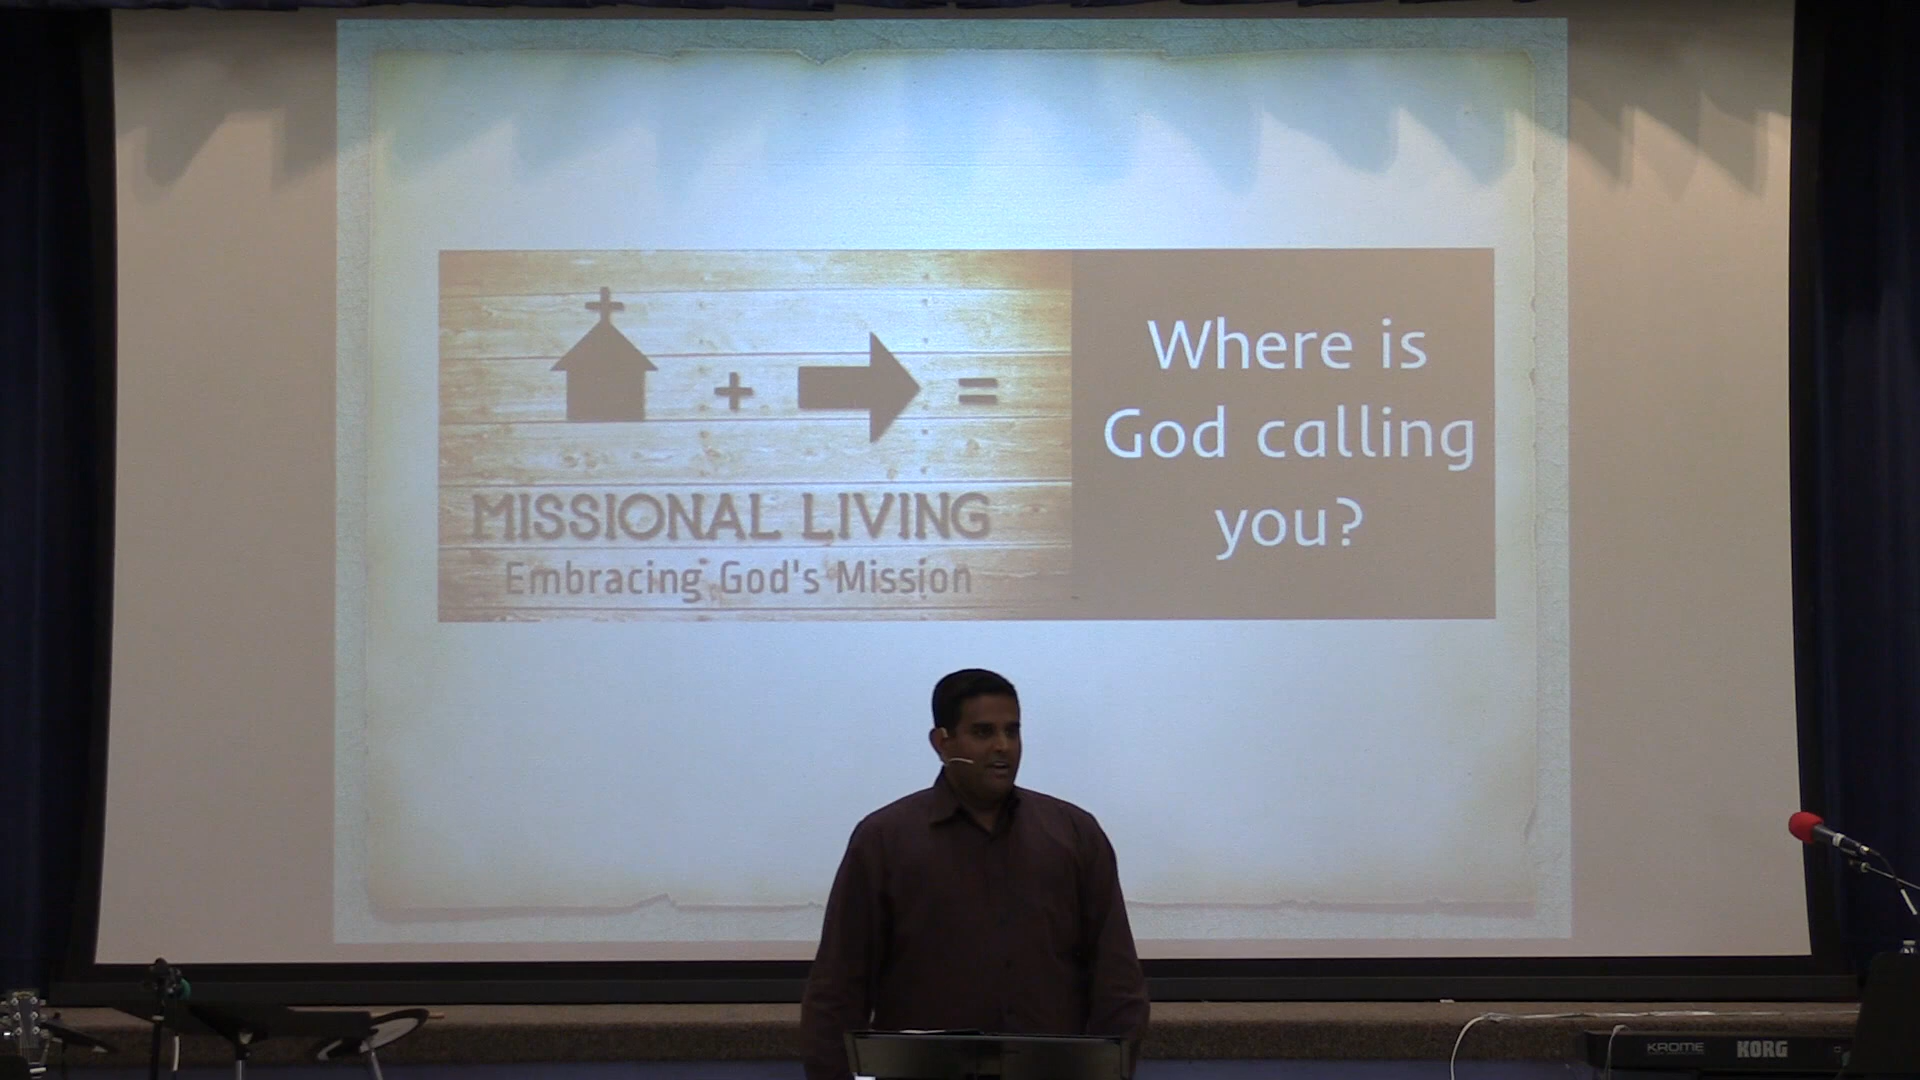 + =
MISSIONAL LIVING
Embracing God's Mission
Where is
God calling
you?
KROME
KORG